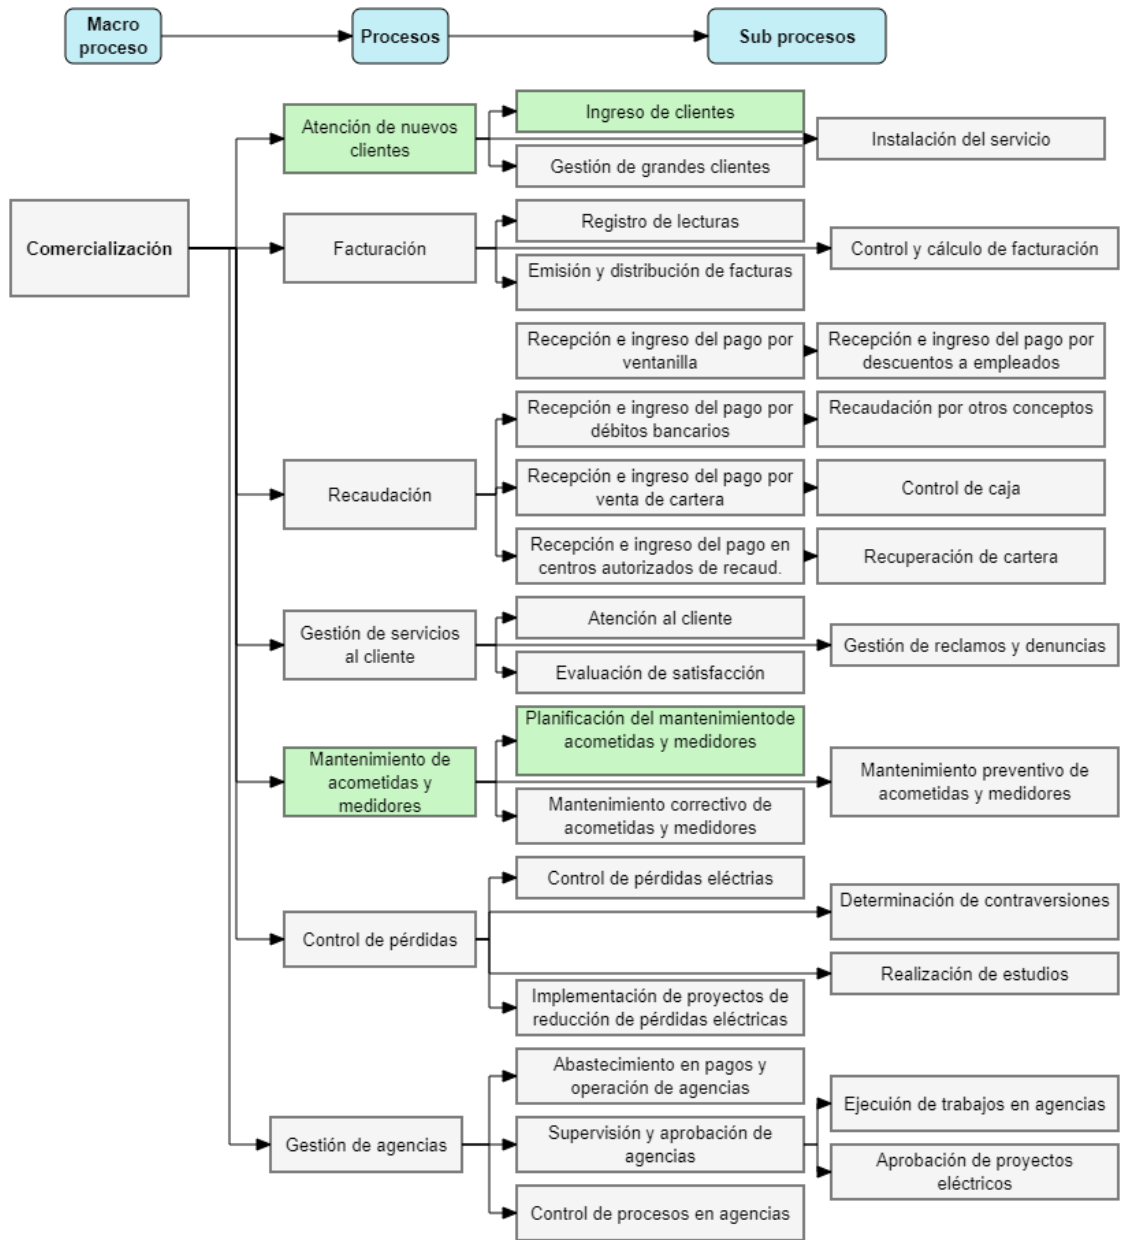 Macro
proceso
Procesos
Sub procesos
Atención de nuevos
clientes
Ingreso de clientes
Instalación del servicio
Gestión de grandes clientes
Comercialización
Facturación
Registro de lecturas
Control y cálculo de facturación
Emisión y distribución de facturas
Recepción e ingreso del pago por
ventanilla
Recepción e ingreso del pago por
descuentos a empleados
Recaudación
Recepción e ingreso del pago por
débitos bancarios
Recaudación por otros conceptos
Recepción e ingreso del pago por
venta de cartera
Control de caja
Recepción e ingreso del pago en
centros autorizados de recaud.
Recuperación de cartera
Gestión de servicios
al cliente
Atención al cliente
Gestión de reclamos y denuncias
Evaluación de satisfacción
Mantenimiento de
acometidas y
medidores
Planificación del mantenimientode
acometidas y medidores
Mantenimiento preventivo de
acometidas y medidores
Mantenimiento correctivo de
acometidas y medidores
Control de pérdidas
Control de pérdidas eléctrias
Determinación de contraversiones
Realización de estudios
Implementación de proyectos de
reducción de pérdidas eléctricas
Gestión de agencias
Abastecimiento en pagos y
operación de agencias
Supervisión y aprobación de
agencias
Ejecuión de trabajos en agencias
Aprobación de proyectos
eléctricos
Control de procesos en agencias